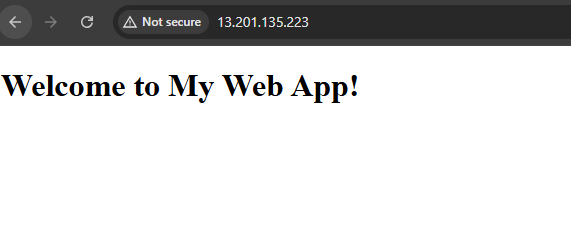 Not secure 13.201.135.223
Welcome to My Web App!